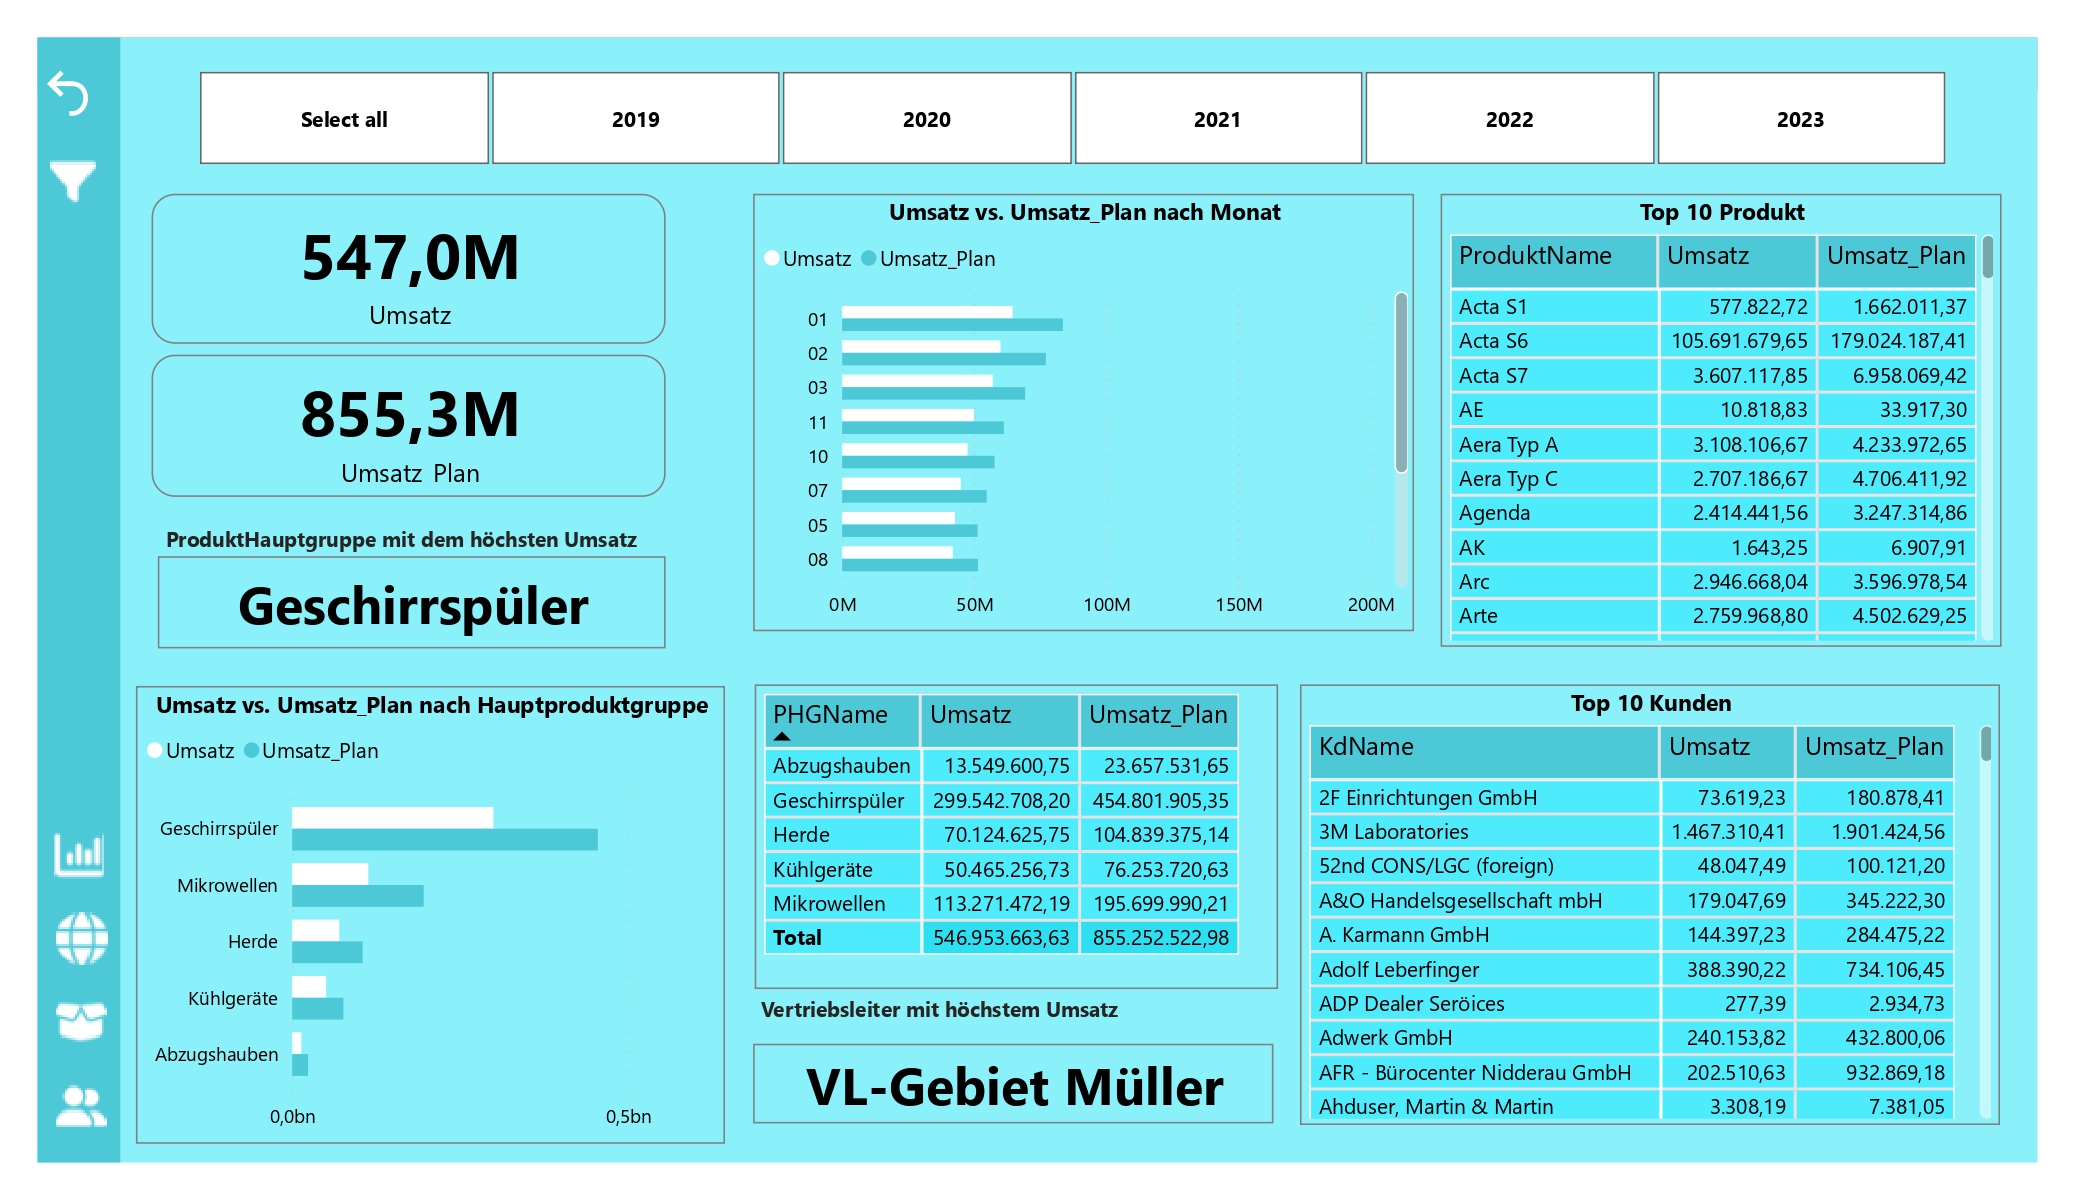 Select all 2019 2020 2021 2022 2023
547,0M
Umsatz
855,3M
Umsatz Plan
ProduktHauptgruppe mit dem höchsten Umsatz
Geschirrspüler
Umsatz vs. Umsatz_Plan nach Monat
Umsatz Umsatz_Plan
01
02
03
11
10
07
05
08
0M 50M 100M 150M 200M
Top 10 Produkt
ProduktName Umsatz Umsatz_Plan
Acta S1 577.822,72 1.662.011,37
Acta S6 105.691.679,65 179.024.187,41
Acta S7 3.607.117,85 6.958.069,42
AE 10.818,83 33.917,30
Aera Typ A 3.108.106,67 4.233.972,65
Aera Typ C 2.707.186,67 4.706.411,92
Agenda 2.414.441,56 3.247.314,86
AK 1.643,25 6.907,91
Arc 2.946.668,04 3.596.978,54
Arte 2.759.968,80 4.502.629,25
Umsatz vs. Umsatz_Plan nach Hauptproduktgruppe
Umsatz Umsatz_Plan
Geschirrspüler
Mikrowellen
Herde
Kühlgeräte
Abzugshauben
0,0bn 0,5bn
PHGName Umsatz Umsatz_Plan
Abzugshauben 13.549.600,75 23.657.531,65
Geschirrspüler 299.542.708,20 454.801.905,35
Herde 70.124.625,75 104.839.375,14
Kühlgeräte 50.465.256,73 76.253.720,63
Mikrowellen 113.271.472,19 195.699.990,21
Total 546.953.663,63 855.252.522,98
Vertriebsleiter mit höchstem Umsatz
VL-Gebiet Müller
Top 10 Kunden
KdName Umsatz Umsatz_Plan
2F Einrichtungen GmbH 73.619,23 180.878,41
3M Laboratories 1.467.310,41 1.901.424,56
52nd CONS/LGC (foreign) 48.047,49 100.121,20
A&O Handelsgesellschaft mbH 179.047,69 345.222,30
A. Karmann GmbH 144.397,23 284.475,22
Adolf Leberfinger 388.390,22 734.106,45
ADP Dealer Seröices 277,39 2.934,73
Adwerk GmbH 240.153,82 432.800,06
AFR - Bürocenter Nidderau GmbH 202.510,63 932.869,18
Ahduser, Martin & Martin 3.308,19 7.381,05